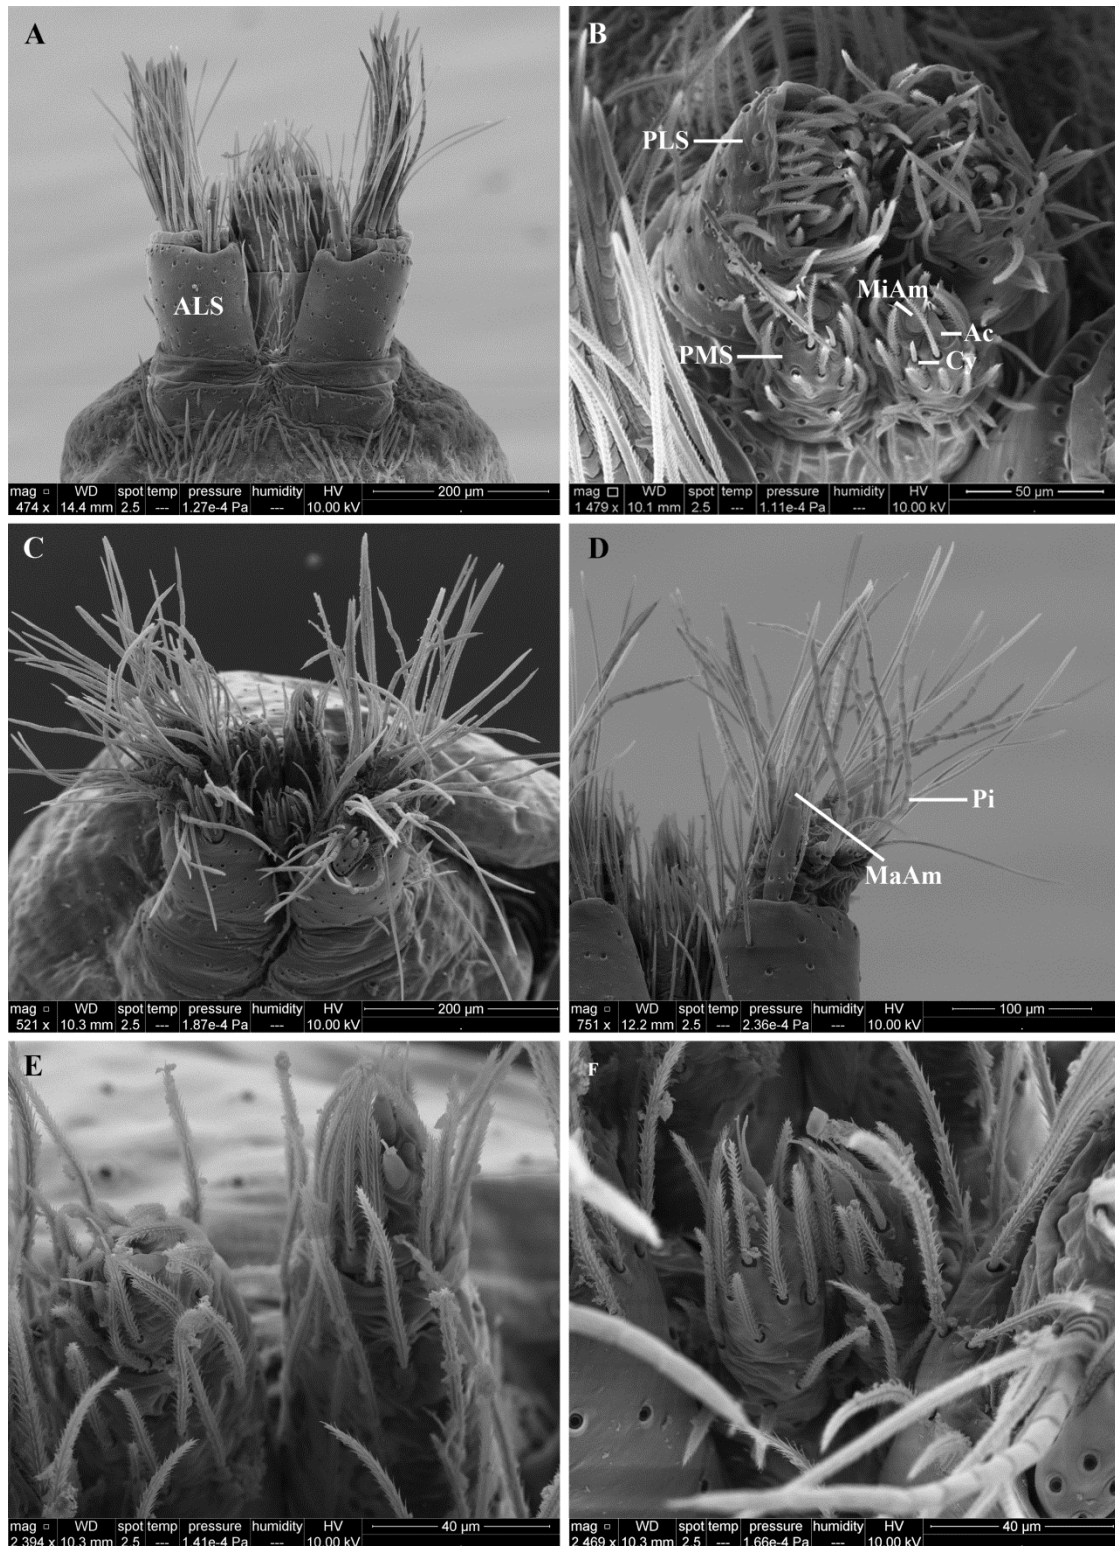 A
ALS
mag □ WD spot temp pressure humidity HV
474 x 14.4 mm 2.5 --- 1.27e-4 Pa --- 10.00 kV 200 µm
B
PLS
MiAm
Ac
PMS
Cy
mag □ WD spot temp pressure humidity HV
1 479 x 10.1 mm 2.5 --- 1.11e-4 Pa --- 10.00 kV 50 µm
C
mag □ WD spot temp pressure humidity HV
521 x 10.3 mm 2.5 --- 1.87e-4 Pa --- 10.00 kV 200 µm
D
Pi
MaAm
mag □ WD spot temp pressure humidity HV
751 x 12.2 mm 2.5 --- 2.36e-4 Pa --- 10.00 kV 100 µm
E
mag □ WD spot temp pressure humidity HV
2 394 x 10.3 mm 2.5 --- 1.41e-4 Pa --- 10.00 kV 40 µm
F
mag □ WD spot temp pressure humidity HV
2 469 x 10.3 mm 2.5 --- 1.66e-4 Pa --- 10.00 kV 40 µm